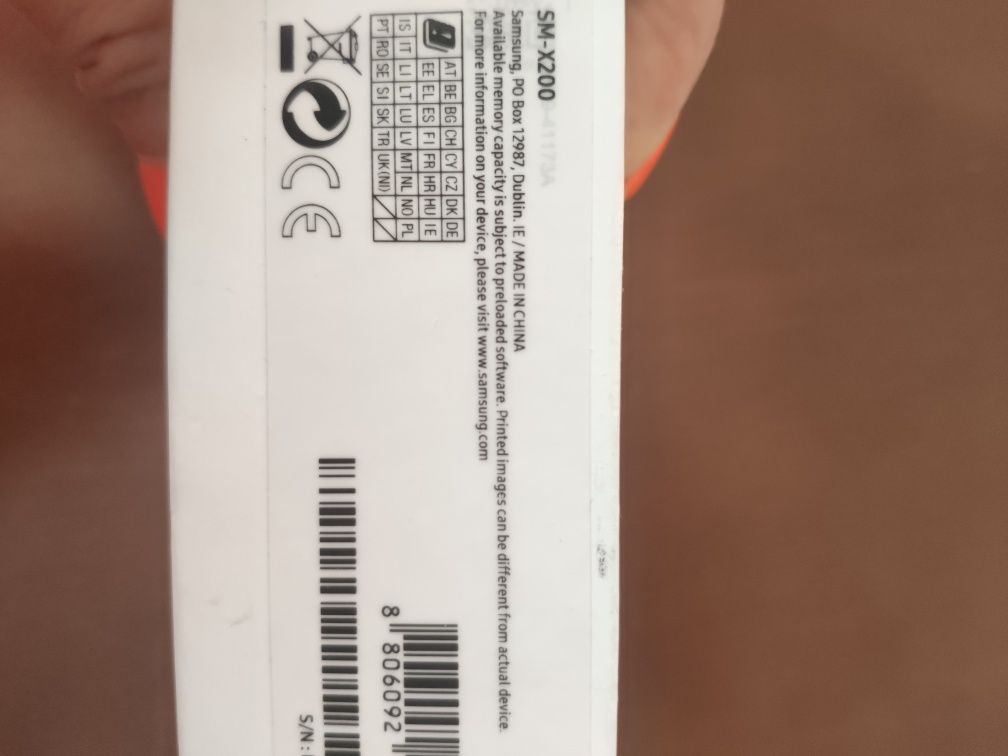 SM-X200
Samsung, PO Box 12987, Dublin. IE / MADE IN CHINA
Available memory capacity is subject to preloaded software. Printed images can be different from actual device.
For more information on your device, please visit www.samsung.com
AT BE BG CH CY CZ DK DE
EE EL ES FI FR HR HU IE
IS IT LI LT LU LV MT NL NO PL
PT RO SE SI SK TR UK(NI)
CE
8 806092
S/N :